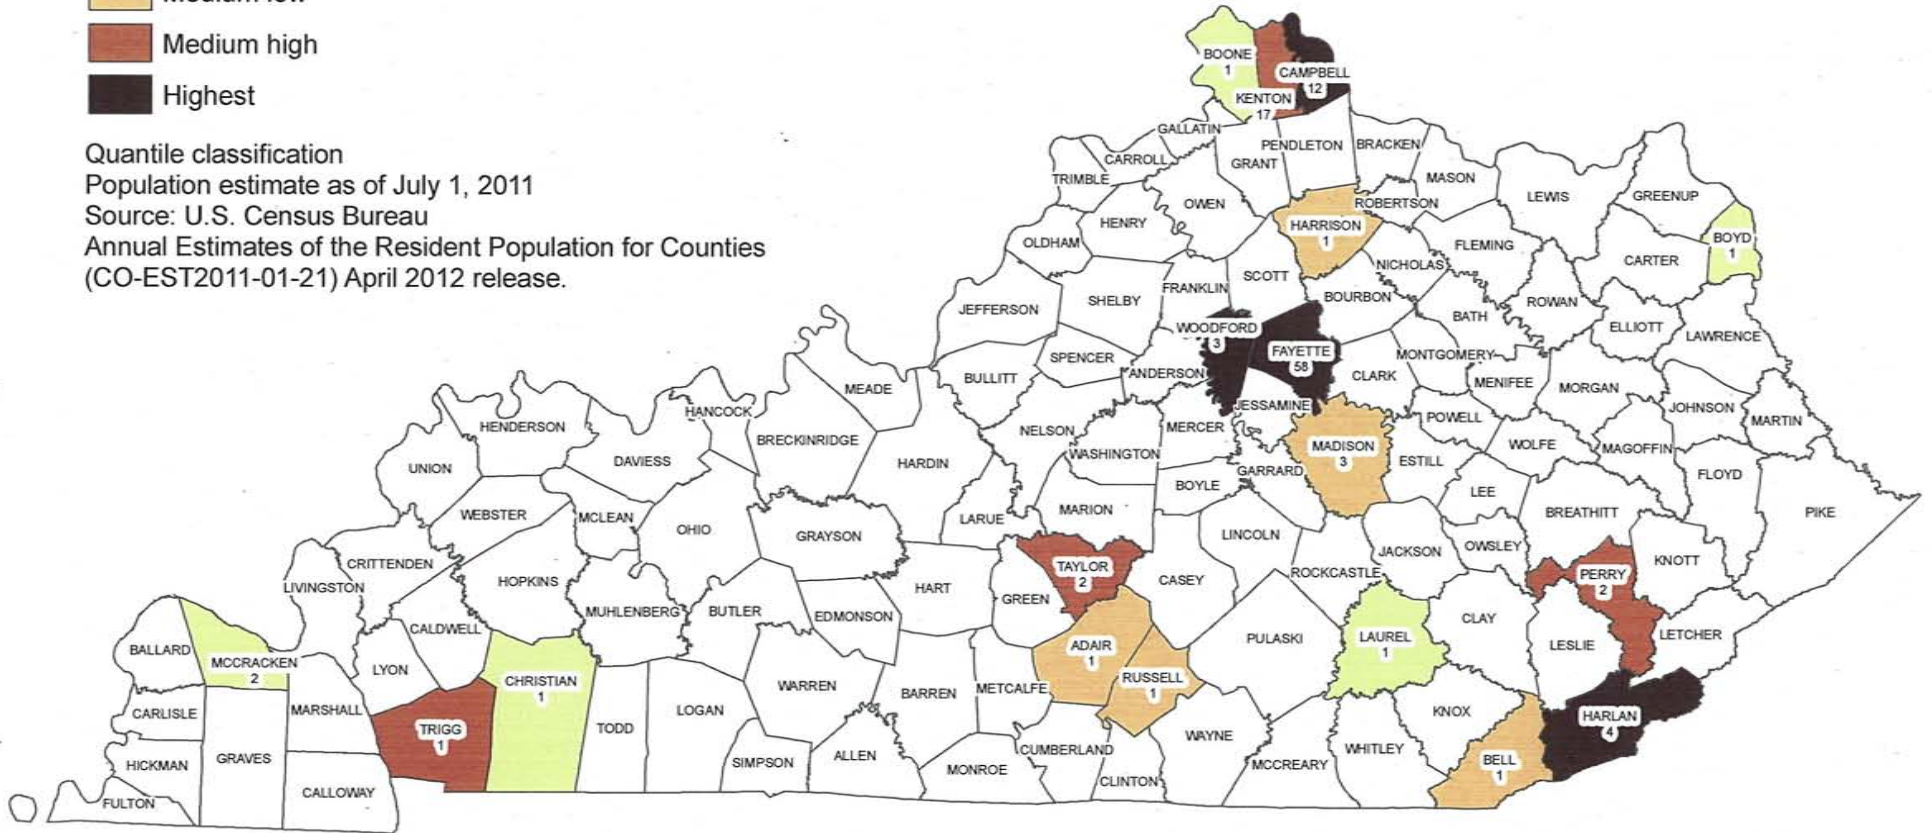 Medium low
Medium high
Highest
Quantile classification
Population estimate as of July 1, 2011
Source: U.S. Census Bureau
Annual Estimates of the Resident Population for Counties
(CO-EST2011-01-21) April 2012 release.
BOONE
1
CAMPBELL
12
KENTON
17
GALLATIN
PENDLETON
BRACKEN
CARROLL
GRANT
TRIMBLE
MASON
LEWIS
GREENUP
OWEN
ROBERTSON
HENRY
HARRISON
1
OLDHAM
FLEMING
BOYD
1
CARTER
NICHOLAS
SCOTT
FRANKLIN
SHELBY
BOURBON
ROWAN
JEFFERSON
BATH
ELLIOTT
LAWRENCE
WOODFORD
3
FAYETTE
58
SPENCER
MONTGOMERY
ANDERSON
CLARK
BULLITT
MENIFEE
MORGAN
MEADE
JESSAMINE
JOHNSON
HANCOCK
POWELL
MARTIN
HENDERSON
NELSON
MERCER
BRECKINRIDGE
MADISON
3
WOLFE
MAGOFFIN
WASHINGTON
UNION
DAVIESS
HARDIN
ESTILL
GARRARD
FLOYD
BOYLE
LEE
MARION
WEBSTER
MCLEAN
LARUE
BREATHITT
PIKE
OHIO
GRAYSON
LINCOLN
OWSLEY
JACKSON
CRITTENDEN
KNOTT
TAYLOR
2
ROCKCASTLE
PERRY
2
HOPKINS
CASEY
LIVINGSTON
HART
GREEN
MUHLENBERG
BUTLER
EDMONSON
CLAY
CALDWELL
LETCHER
PULASKI
LAUREL
1
LESLIE
ADAIR
1
BALLARD
MCCRACKEN
2
LYON
CHRISTIAN
1
RUSSELL
1
WARREN
METCALFE
BARREN
CARLISLE
MARSHALL
LOGAN
KNOX
HARLAN
4
TRIGG
1
TODD
WAYNE
CUMBERLAND
WHITLEY
GRAVES
ALLEN
BELL
1
HICKMAN
SIMPSON
MCCREARY
MONROE
CLINTON
CALLOWAY
FULTON